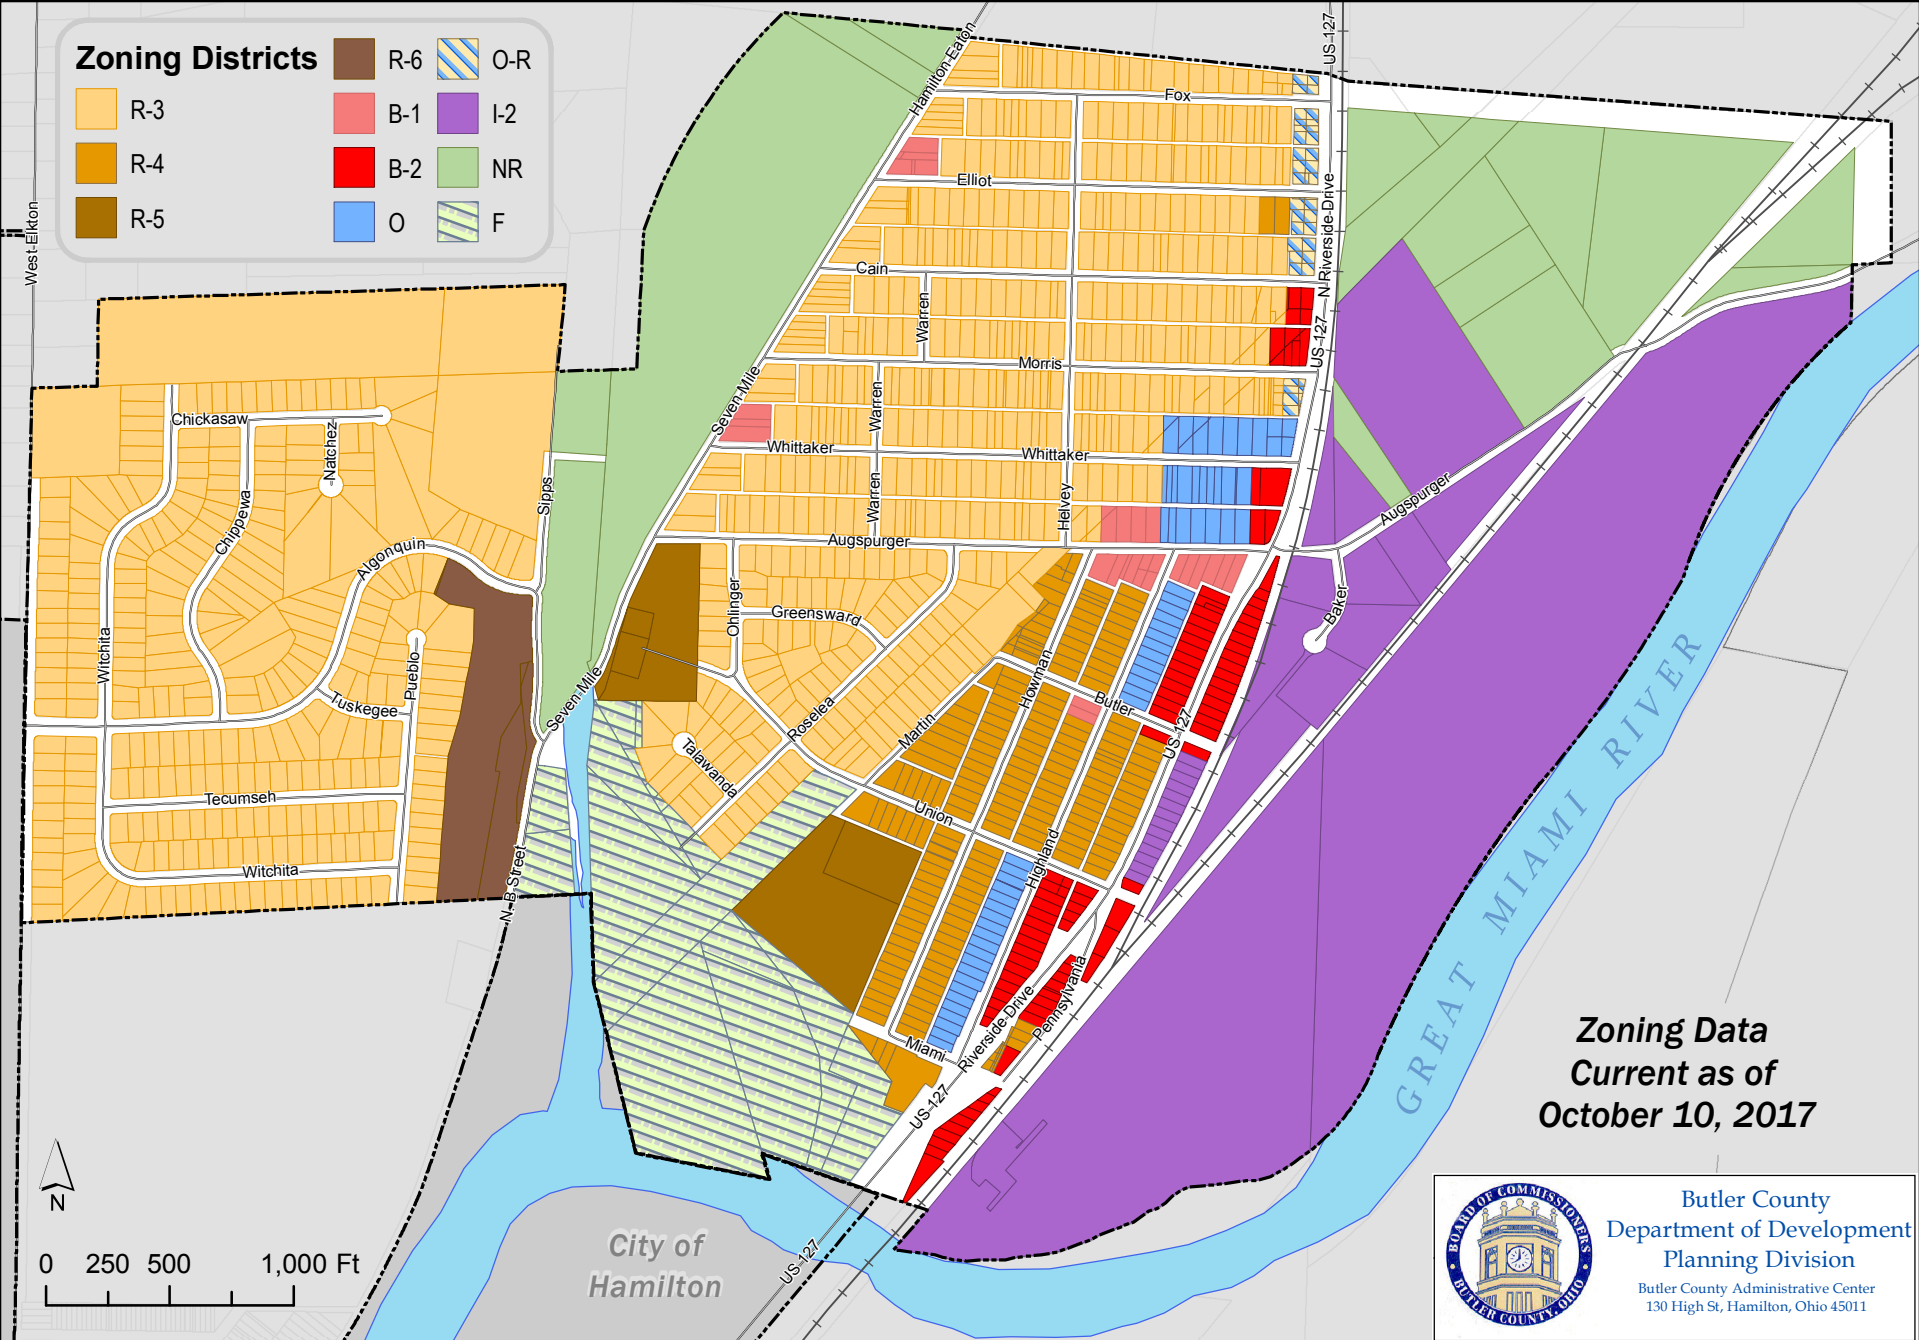 Zoning Districts
R-3
R-4
R-5
R-6
B-1
B-2
O
O-R
I-2
NR
F
West-Elkton
Hamilton-Eaton
US-127
Fox
Elliot
N Riverside-Drive
Cain
Warren
US-127
Morris
Seven-Mile
Warren
Whittaker
Whittaker
Chickasaw
Natchez
Chippewa
Sipps
Warren
Helvey
Augspurger
Augspurger
Algonquin
Ohlinger
Greensward
Baker
Witchita
Pueblo
Tuskegee
Seven-Mile
Howman
Butler
Roselea
Martin
US-127
Talawanda
Tecumseh
Union
Highland
Witchita
N. B Street
Pennsylvania
Riverside-Drive
Miami
US-127
US-127
GREAT MIAMI RIVER
Zoning Data
Current as of
October 10, 2017
N
0 250 500 1,000 Ft
City of
Hamilton
BOARD OF COMMISSIONERS
BUTLER COUNTY, OHIO
Butler County
Department of Development
Planning Division
Butler County Administrative Center
130 High St, Hamilton, Ohio 45011